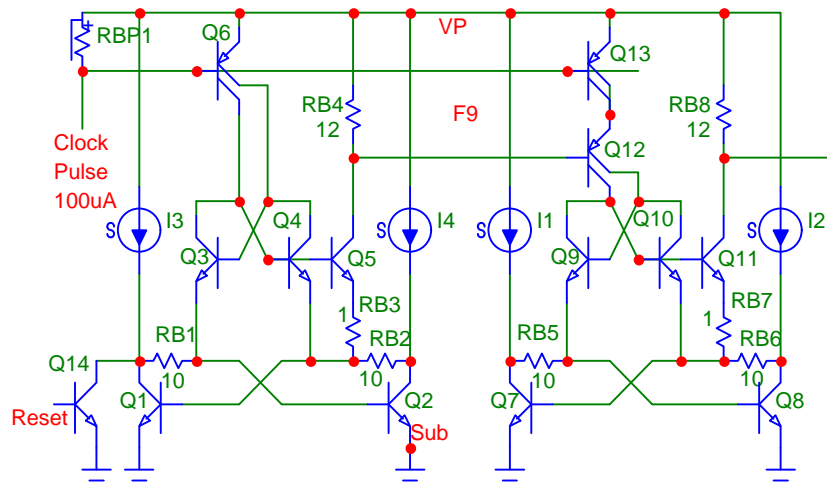 RBP1
Q6
VP
Q13
RB4
12
F9
RB8
12
Q12
Clock
Pulse
100uA
S
I3
Q4
S
I4
S
I1
Q10
S
I2
Q3
Q5
Q9
Q11
RB3
1
RB7
1
RB1
10
RB2
10
RB5
10
RB6
10
Q14
Q1
Q2
Q7
Q8
Reset
Sub